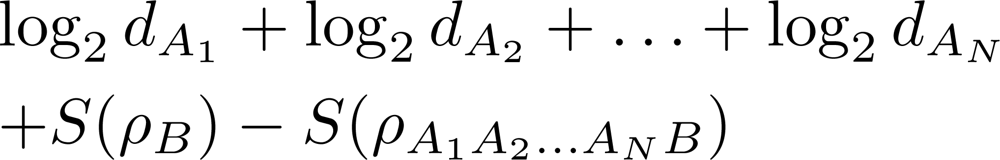 log₂ d_{A₁} + log₂ d_{A₂} + … + log₂ d_{A_N}
+S(ρ_B) − S(ρ_{A₁A₂…A_N B})